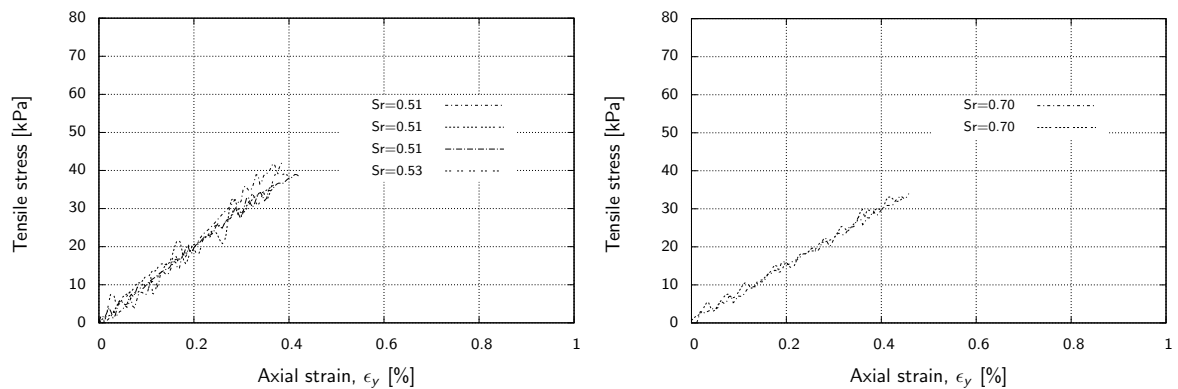 80
70
60
50
40
30
20
10
0
Tensile stress [kPa]
Sr=0.51
Sr=0.51
Sr=0.51
Sr=0.53
0 0.2 0.4 0.6 0.8 1
Axial strain, ϵy [%]
80
70
60
50
40
30
20
10
0
Tensile stress [kPa]
Sr=0.70
Sr=0.70
0 0.2 0.4 0.6 0.8 1
Axial strain, ϵy [%]